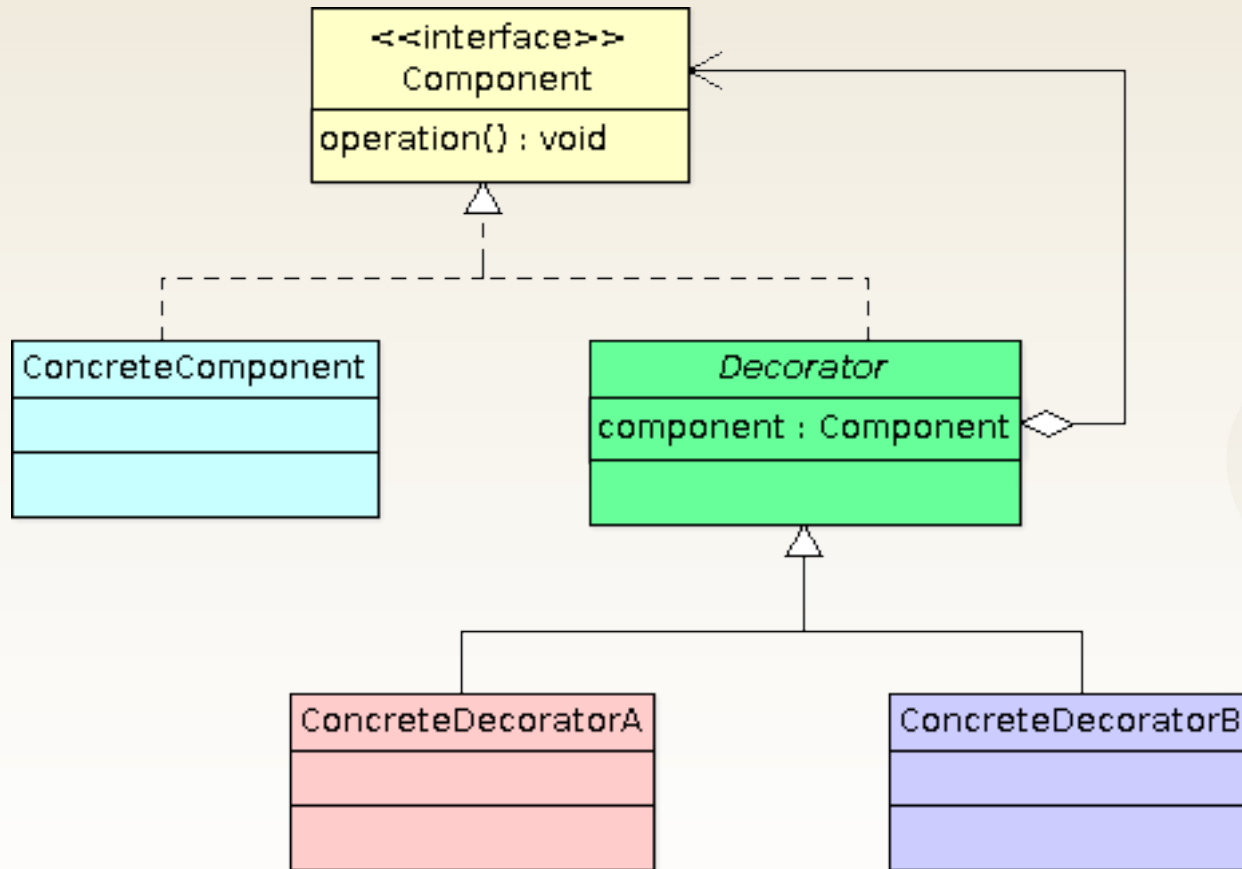 <<interface>>
Component
operation() : void
ConcreteComponent
Decorator
component : Component
ConcreteDecoratorA
ConcreteDecoratorB